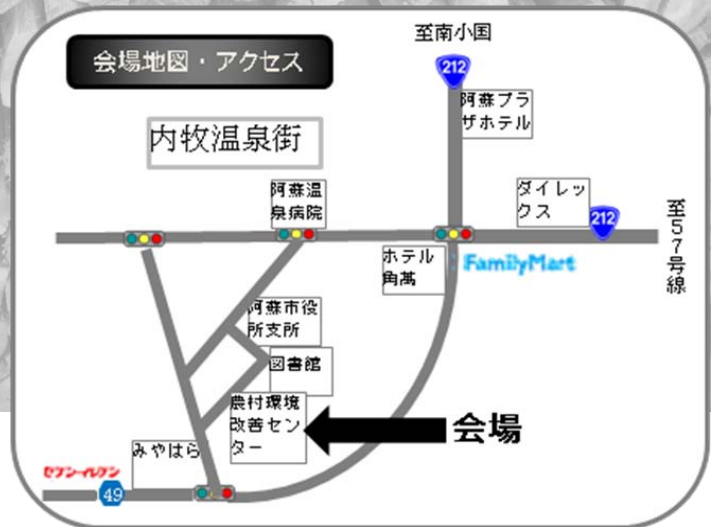 会場地図・アクセス
至南小国
212
阿蘇プラ
ザホテル
内牧温泉街
阿蘇温
泉病院
ダイレッ
クス
212
至57号線
ホテル
角萬
FamilyMart
阿蘇市役
所支所
図書館
農村環境
改善セン
ター
会場
みやはら
セブン-イレブン
49